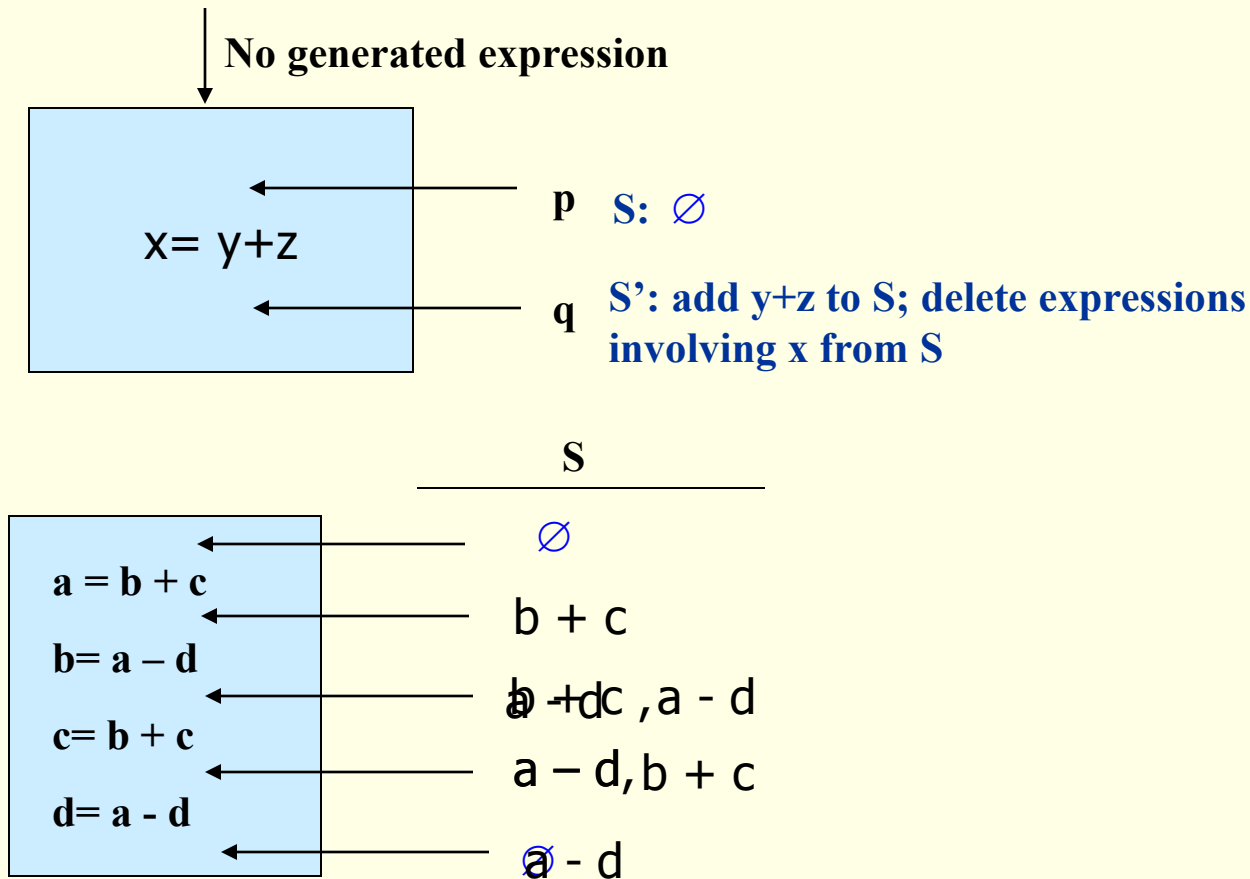 No generated expression
x= y+z
p S: ∅
q S’: add y+z to S; delete expressions
involving x from S
S
∅
a = b + c
b + c
b= a – d
b + c ,a - d
a - d
c= b + c
a – d, b + c
d= a - d
∅
a - d